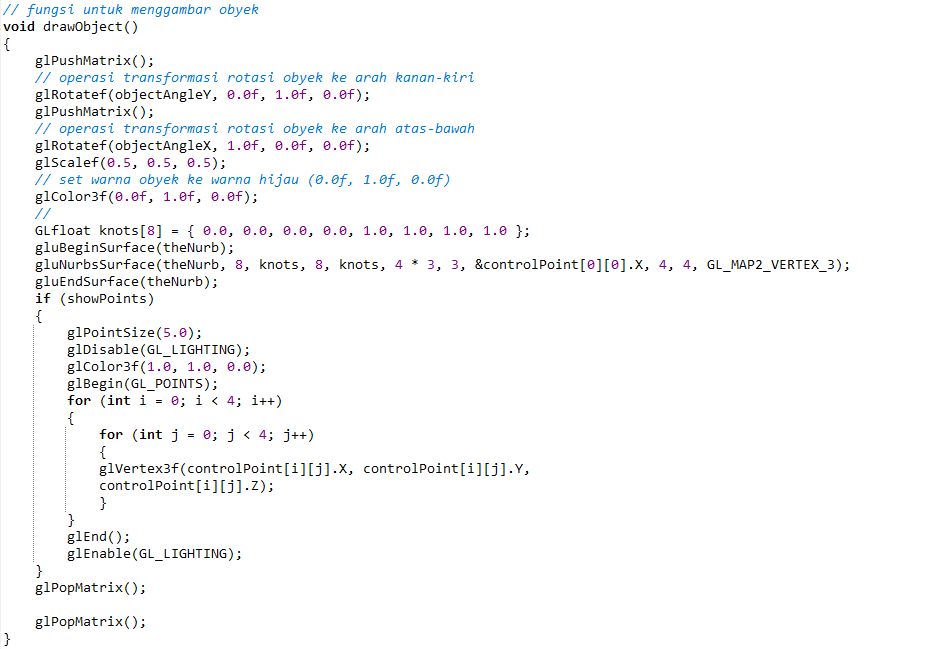 // fungsi untuk menggambar obyek
void drawObject()
{
    glPushMatrix();
    // operasi transformasi rotasi obyek ke arah kanan-kiri
    glRotatef(objectAngleY, 0.0f, 1.0f, 0.0f);
    glPushMatrix();
    // operasi transformasi rotasi obyek ke arah atas-bawah
    glRotatef(objectAngleX, 1.0f, 0.0f, 0.0f);
    glScalef(0.5, 0.5, 0.5);
    // set warna obyek ke warna hijau (0.0f, 1.0f, 0.0f)
    glColor3f(0.0f, 1.0f, 0.0f);
    //
    GLfloat knots[8] = { 0.0, 0.0, 0.0, 0.0, 1.0, 1.0, 1.0, 1.0 };
    gluBeginSurface(theNurb);
    gluNurbsSurface(theNurb, 8, knots, 8, knots, 4 * 3, 3, &controlPoint[0][0].X, 4, 4, GL_MAP2_VERTEX_3);
    gluEndSurface(theNurb);
    if (showPoints)
    {
        glPointSize(5.0);
        glDisable(GL_LIGHTING);
        glColor3f(1.0, 1.0, 0.0);
        glBegin(GL_POINTS);
        for (int i = 0; i < 4; i++)
        {
            for (int j = 0; j < 4; j++)
            {
            glVertex3f(controlPoint[i][j].X, controlPoint[i][j].Y,
            controlPoint[i][j].Z);
            }
        }
        glEnd();
        glEnable(GL_LIGHTING);
    }
    glPopMatrix();

    glPopMatrix();
}